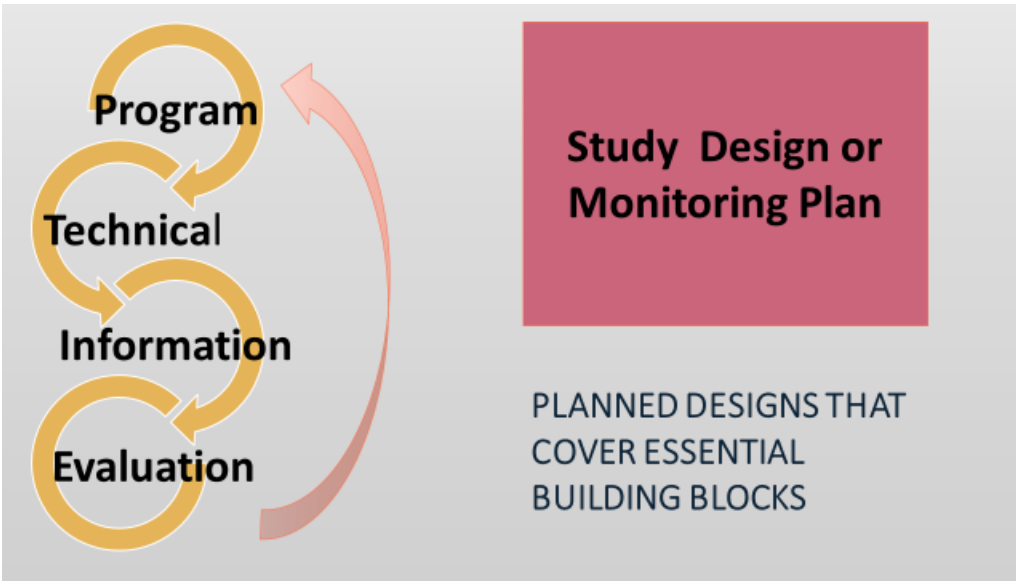 Program
Technical
Information
Evaluation
Study Design or
Monitoring Plan
PLANNED DESIGNS THAT
COVER ESSENTIAL
BUILDING BLOCKS